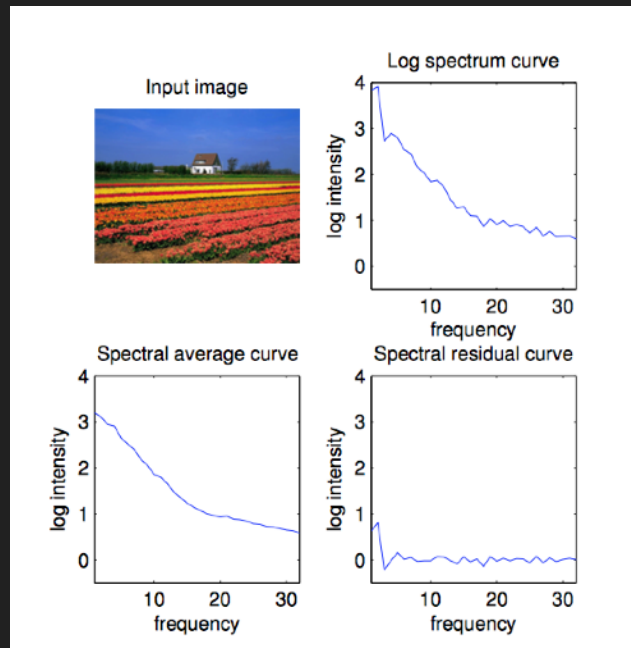 Input image
Log spectrum curve
4
3
2
1
0
log intensity
10 20 30
frequency
Spectral average curve
4
3
2
1
0
log intensity
10 20 30
frequency
Spectral residual curve
4
3
2
1
0
log intensity
10 20 30
frequency